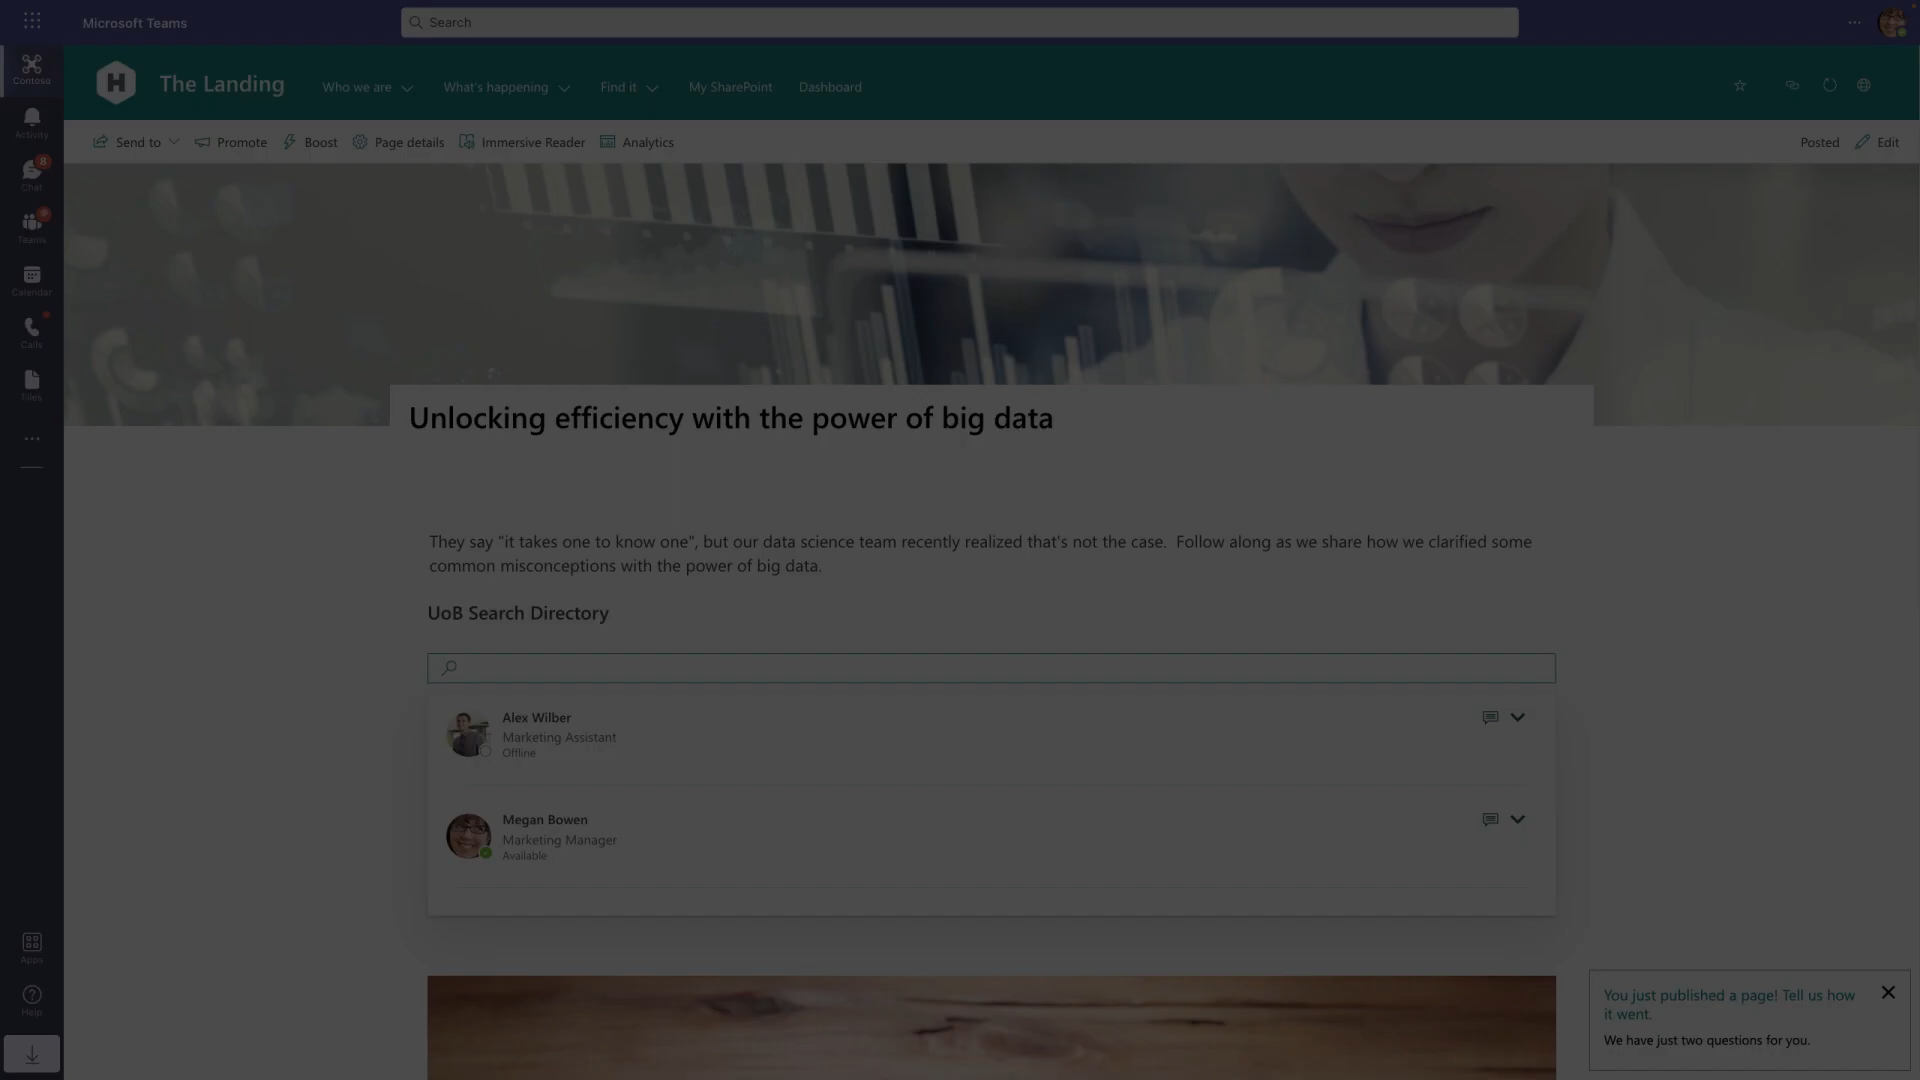 Microsoft Teams
Search
Contoso
H
The Landing
Who we are
What's happening
Find it
My SharePoint
Dashboard
Activity
Send to
Promote
Boost
Page details
Immersive Reader
Analytics
Posted
Edit
8
Chat
Teams
Calendar
Calls
Files
Unlocking efficiency with the power of big data
They say "it takes one to know one", but our data science team recently realized that's not the case. Follow along as we share how we clarified some
common misconceptions with the power of big data.
UoB Search Directory
Alex Wilber
Marketing Assistant
Offline
Megan Bowen
Marketing Manager
Available
Apps
Help
You just published a page! Tell us how
it went.
We have just two questions for you.